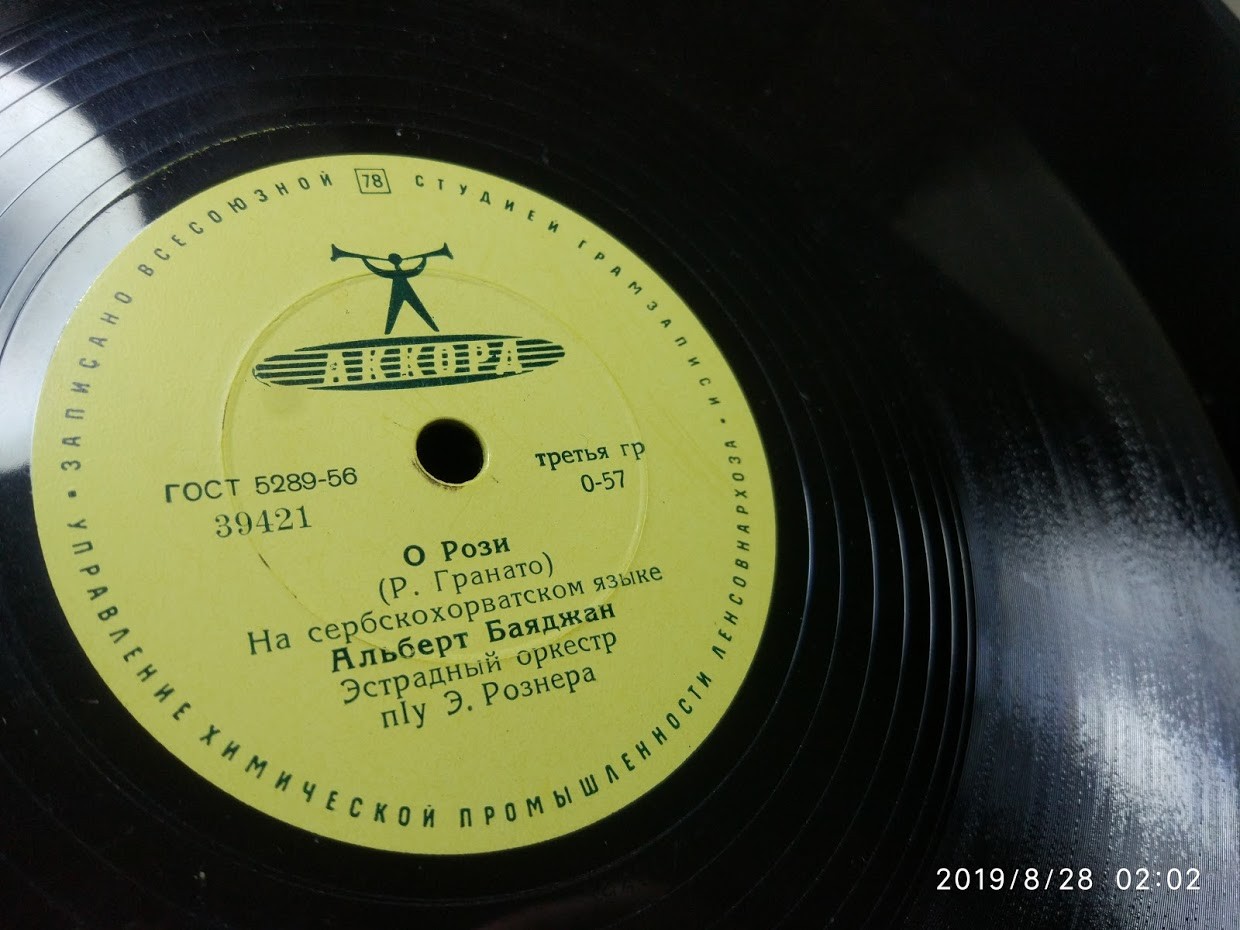 ЗАПИСАНО ВСЕСОЮЗНОЙ 78 СТУДИЕЙ ГРАМЗАПИСИ
АККОРД
ГОСТ 5289-56
39421
третья гр
0-57
О Рози
(Р. Гранато)
На сербскохорватском языке
Альберт Баяджан
Эстрадный оркестр
п/у Э. Рознера
УПРАВЛЕНИЕ ХИМИЧЕСКОЙ ПРОМЫШЛЕННОСТИ ЛЕНСОВНАРХОЗА
2019/8/28 02:02